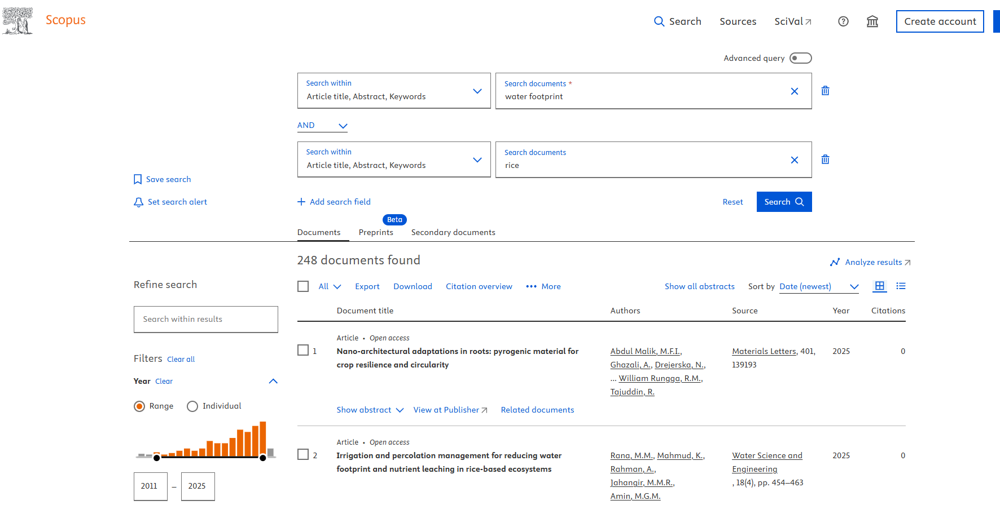 Scopus
Search
Sources
SciVal
Create account
Advanced query
Search within
Article title, Abstract, Keywords
Search documents *
water footprint
AND
Search within
Article title, Abstract, Keywords
Search documents
rice
Save search
Set search alert
Add search field
Reset
Search
Beta
Documents
Preprints
Secondary documents
248 documents found
Analyze results
Refine search
Search within results
Filters Clear all
Year Clear
Range
Individual
2011 – 2025
All
Export
Download
Citation overview
More
Show all abstracts
Sort by Date (newest)
Document title
Authors
Source
Year
Citations
1
Article • Open access
Nano-architectural adaptations in roots: pyrogenic material for
crop resilience and circularity
Abdul Malik, M.F.I.,
Ghazali, A., Drejerska, N.,
... William Rungga, R.M.,
Tajuddin, R.
Materials Letters, 401,
139193
2025
0
Show abstract
View at Publisher
Related documents
2
Article • Open access
Irrigation and percolation management for reducing water
footprint and nutrient leaching in rice-based ecosystems
Rana, M.M., Mahmud, K.,
Rahman, A.,
Jahangir, M.M.R.,
Amin, M.G.M.
Water Science and
Engineering
, 18(4), pp. 454–463
2025
0